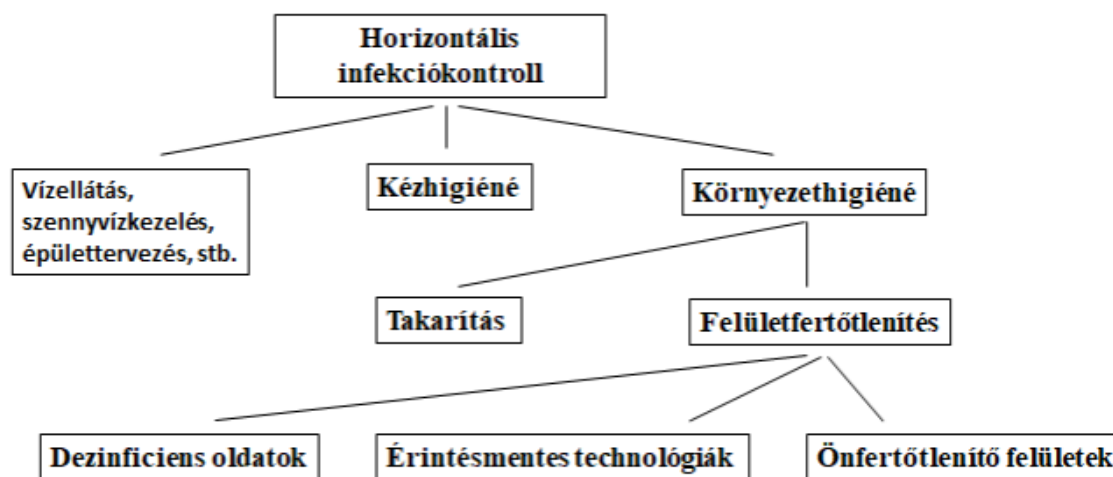 Horizontális
infekciókontroll
Vízellátás,
szennyvízkezelés,
épülettervezés, stb.
Kézhigiéné
Környezethigiéné
Takarítás
Felületfertőtlenítés
Dezinficiens oldatok
Érintésmentes technológiák
Önfertőtlenítő felületek